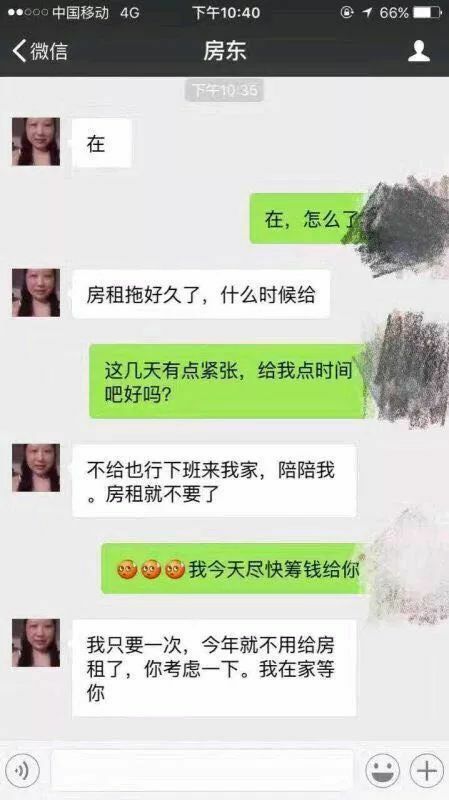 中国移动 4G 下午10:40 66%
微信 房东
下午10:35
在
在，怎么了
房租拖好久了，什么时候给
这几天有点紧张，给我点时间
吧好吗？
不给也行下班来我家，陪陪我
。房租就不要了
我今天尽快筹钱给你
我只要一次，今年就不用给房
租了，你考虑一下。我在家等
你